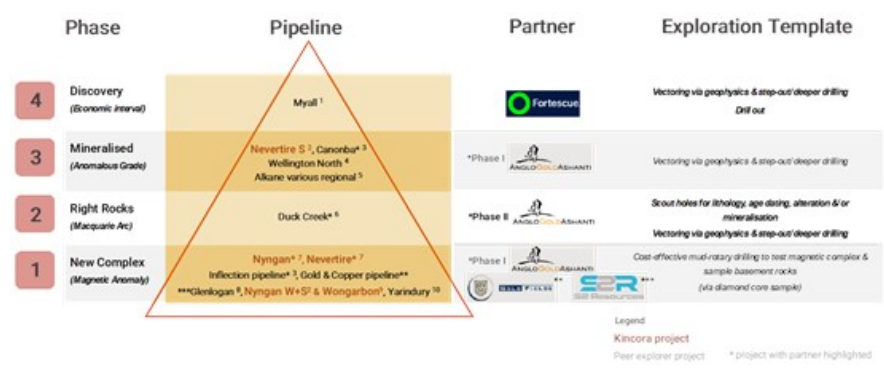 Phase Pipeline Partner Exploration Template
4 Discovery
(Economic interval)
Myall 1
Fortescue
Vectoring via geophysics & step-out/deeper drilling
Drill out
3 Mineralised
(Anomalous Grade)
Nevertire S 2, Canonba* 3
Wellington North 4
Alkane various regional 5
*Phase I
ANGLOGOLDASHANTI
Vectoring via geophysics & step-out/deeper drilling
2 Right Rocks
(Macquarie Arc)
Duck Creek* 6
*Phase II
ANGLOGOLDASHANTI
Scout holes for lithology, age dating, alteration &/or
mineralisation
Vectoring via geophysics & step-out/deeper drilling
1 New Complex
(Magnetic Anomaly)
Nyngan* 7, Nevertire* 7
Inflection pipeline* 3, Gold & Copper pipeline**
***Glenlogan 8, Nyngan W+S2 & Wongarbon9, Yarindury 10
*Phase I
ANGLOGOLDASHANTI
GOLD FIELDS **
S2R ***
S2 Resources
Cost-effective mud-rotary drilling to test magnetic complex &
sample basement rocks
(via diamond core sample)
Legend
Kincora project
Peer explorer project * project with partner highlighted